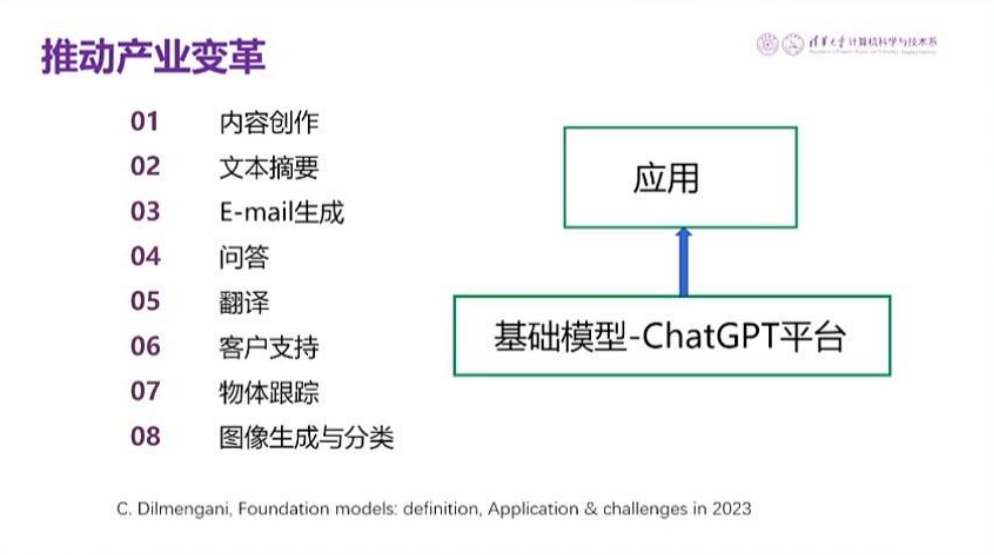 推动产业变革
清华大学计算机科学与技术系
01 内容创作
02 文本摘要
03 E-mail生成
04 问答
05 翻译
06 客户支持
07 物体跟踪
08 图像生成与分类
应用
基础模型-ChatGPT平台
C. Dilmengani, Foundation models: definition, Application & challenges in 2023